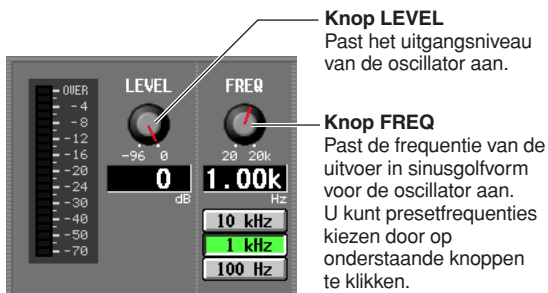 Knop LEVEL
Past het uitgangsniveau
van de oscillator aan.
Knop FREQ
Past de frequentie van de
uitvoer in sinusgolfvorm
voor de oscillator aan.
U kunt presetfrequenties
kiezen door op
onderstaande knoppen
te klikken.
OVER
-4
-8
-12
-16
-20
-24
-30
-40
-50
-70
LEVEL
-96 0
0
dB
FREQ
20 20k
1.00k
Hz
10 kHz
1 kHz
100 Hz